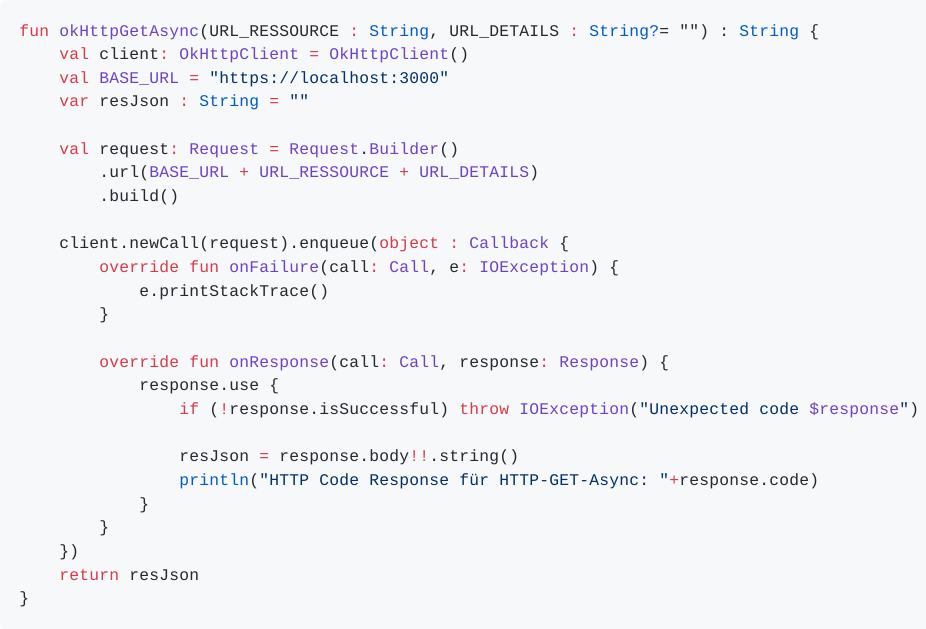 fun okHttpGetAsync(URL_RESSOURCE : String, URL_DETAILS : String?= "") : String {
    val client: OkHttpClient = OkHttpClient()
    val BASE_URL = "https://localhost:3000"
    var resJson : String = ""

    val request: Request = Request.Builder()
        .url(BASE_URL + URL_RESSOURCE + URL_DETAILS)
        .build()

    client.newCall(request).enqueue(object : Callback {
        override fun onFailure(call: Call, e: IOException) {
            e.printStackTrace()
        }

        override fun onResponse(call: Call, response: Response) {
            response.use {
                if (!response.isSuccessful) throw IOException("Unexpected code $response")

                resJson = response.body!!.string()
                println("HTTP Code Response für HTTP-GET-Async: "+response.code)
            }
        }
    })
    return resJson
}